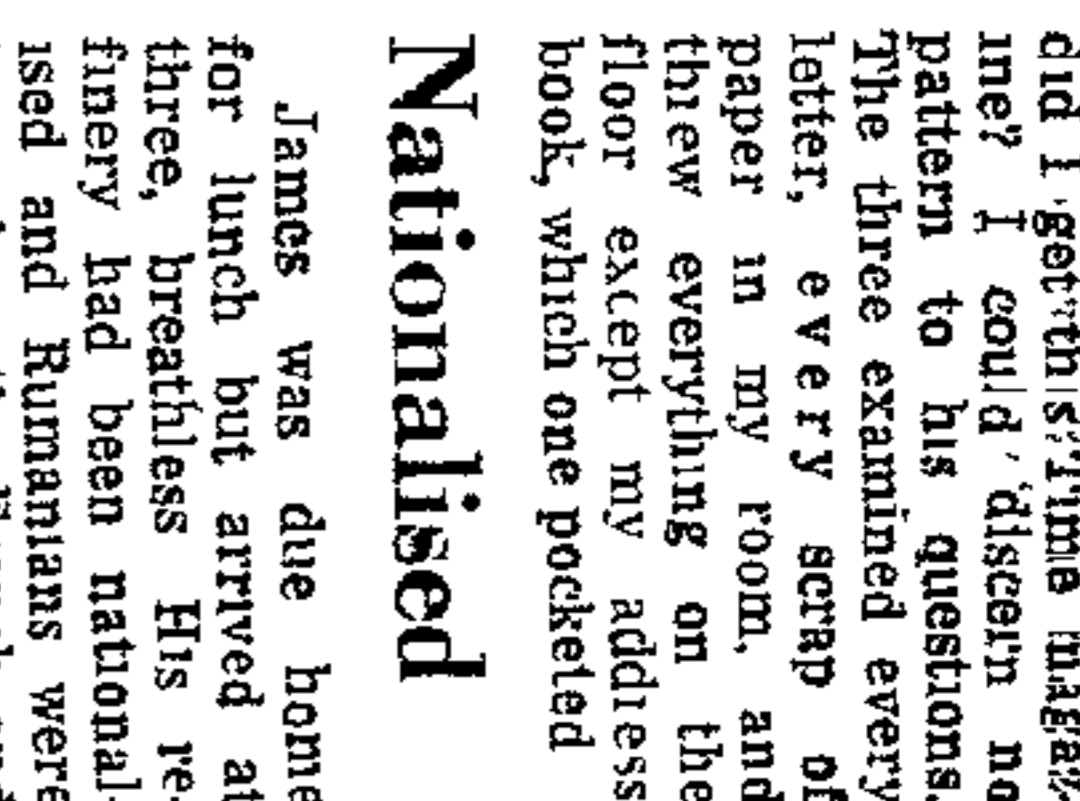 did I get this Time maga-
ine? I could discern no
pattern to his questions.
The three examined every
letter, every scrap of
paper in my room, and
threw everything on the
floor except my address
book, which one pocketed
Nationalised
James was due home
for lunch but arrived at
three, breathless His re-
finery had been national-
ised and Rumanians were